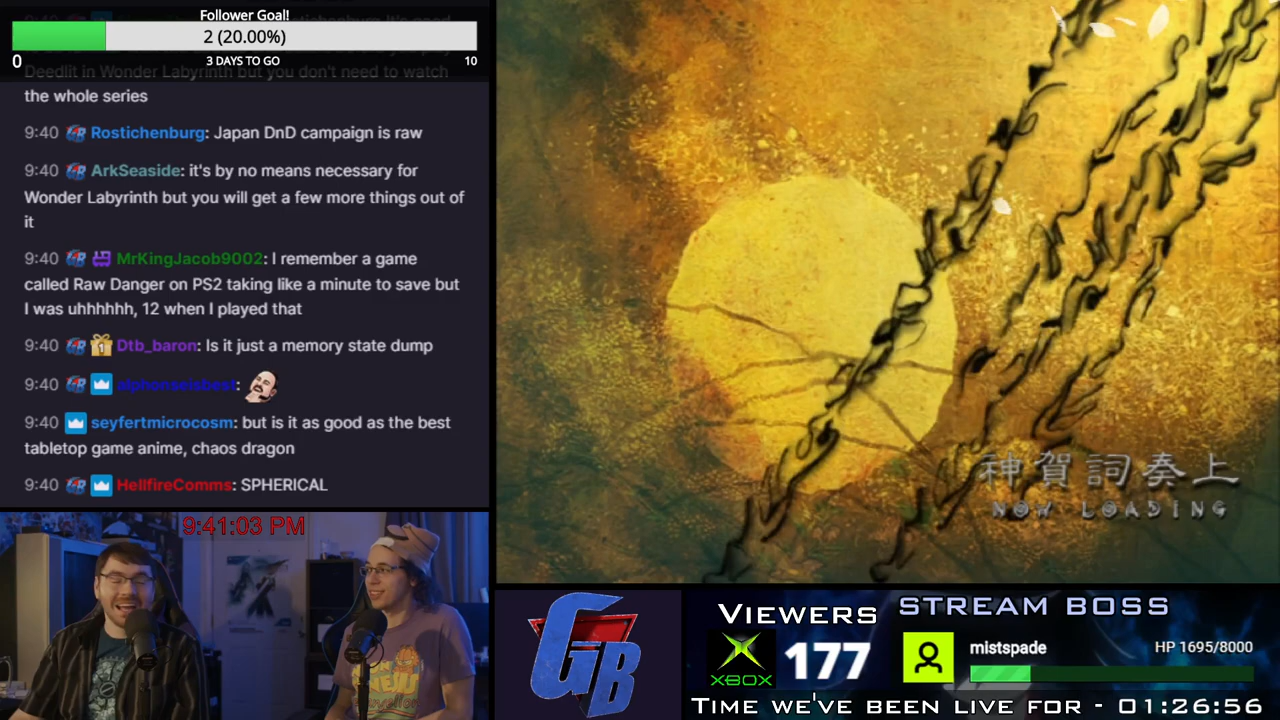 Follower Goal!
2 (20.00%)
0
3 DAYS TO GO
10
Deedlit in Wonder Labyrinth but you don't need to watch
the whole series
9:40 Rostichenburg: Japan DnD campaign is raw
9:40 ArkSeaside: it's by no means necessary for
Wonder Labyrinth but you will get a few more things out of
it
9:40 MrKingJacob9002: I remember a game
called Raw Danger on PS2 taking like a minute to save but
I was uhhhhhh, 12 when I played that
9:40 Dtb_baron: Is it just a memory state dump
9:40 alphonseisbest:
9:40 seyfertmicrocosm: but is it as good as the best
tabletop game anime, chaos dragon
9:40 HellfireComms: SPHERICAL
9:41:03 PM
神賀詞奏上
NOW LOADING
GB
VIEWERS
XBOX
177
STREAM BOSS
mistspade
HP 1695/8000
TIME WE'VE BEEN LIVE FOR - 01:26:56